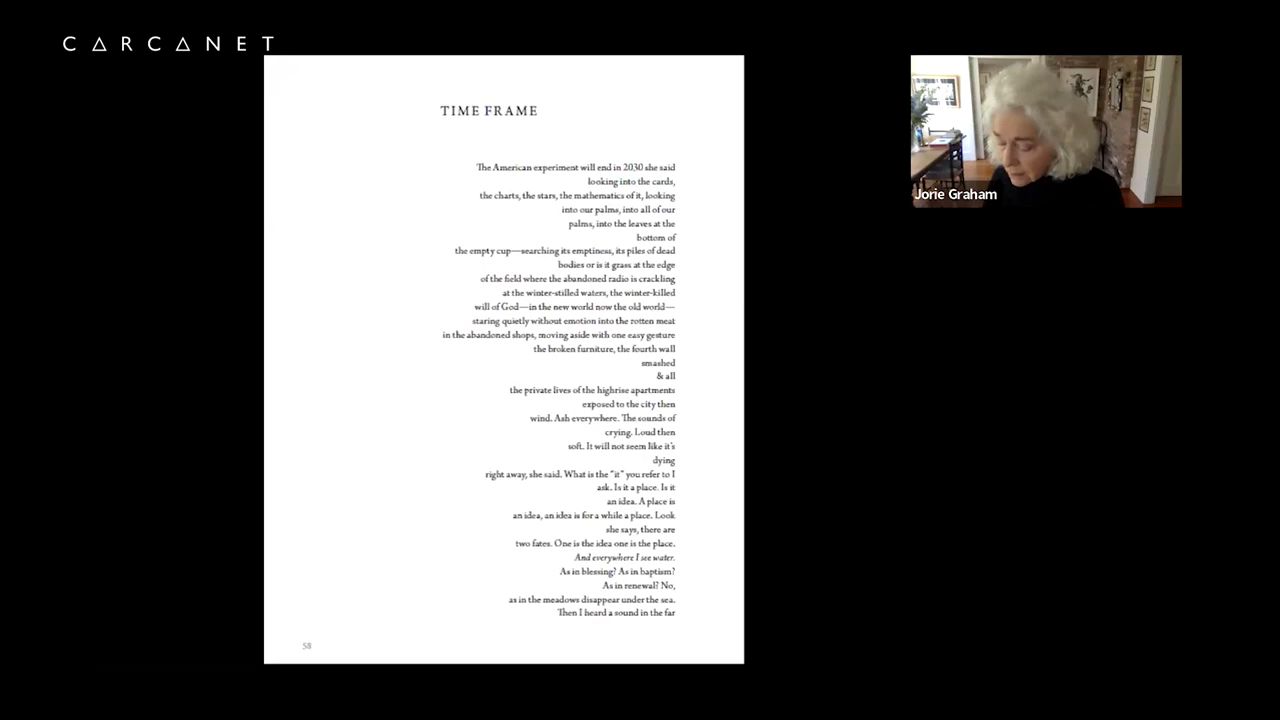 CARCANET
TIME FRAME
The American experiment will end in 2030 she said
looking into the cards,
the charts, the stars, the mathematics of it, looking
into our palms, into all of our
palms, into the leaves at the
bottom of
the empty cup—searching its emptiness, its piles of dead
bodies or is it grass at the edge
of the field where the abandoned radio is crackling
at the winter-stilled waters, the winter-killed
will of God—in the new world now the old world—
staring quietly without emotion into the rotten meat
in the abandoned shops, moving aside with one easy gesture
the broken furniture, the fourth wall
smashed
& all
the private lives of the highrise apartments
exposed to the city then
wind. Ash everywhere. The sounds of
crying. Loud then
soft. It will not seem like it’s
dying
right away, she said. What is the “it” you refer to I
ask. Is it a place. Is it
an idea. A place is
an idea, an idea is for a while a place. Look
she says, there are
two fates. One is the idea one is the place.
And everywhere I see water.
As in blessing? As in baptism?
As in renewal? No,
as in the meadows disappear under the sea.
Then I heard a sound in the far
58
Jorie Graham